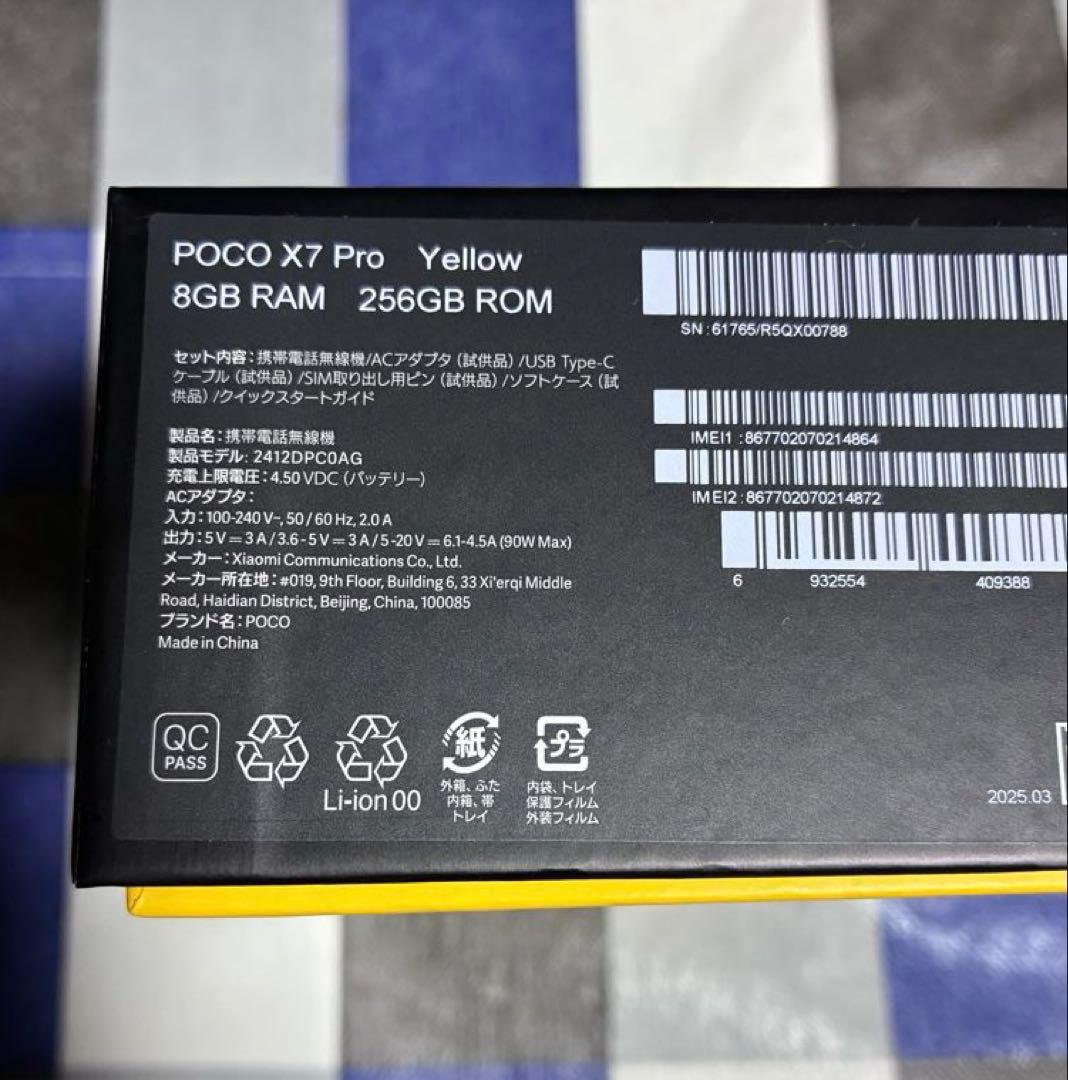 POCO X7 Pro Yellow
8GB RAM 256GB ROM
セット内容：携帯電話無線機/ACアダプタ（試供品）/USB Type-C
ケーブル（試供品）/SIM取り出し用ピン（試供品）/ソフトケース（試
供品）/クイックスタートガイド
製品名：携帯電話無線機
製品モデル: 2412DPC0AG
充電上限電圧：4.50 VDC（バッテリー）
ACアダプタ：
入力：100-240 V~, 50 / 60 Hz, 2.0 A
出力：5 V⎓3 A / 3.6 - 5 V⎓3 A / 5 -20 V⎓6.1-4.5A (90W Max)
メーカー：Xiaomi Communications Co., Ltd.
メーカー所在地：#019, 9th Floor, Building 6, 33 Xi'erqi Middle
Road, Haidian District, Beijing, China, 100085
ブランド名：POCO
Made in China
SN : 61765/R5QX00788
IMEI1 : 867702070214864
IMEI2 : 867702070214872
6 932554 409388
QC
PASS
Li-ion 00
紙
外箱、ふた
内箱、帯
トレイ
プラ
内袋、トレイ
保護フィルム
外装フィルム
2025.03